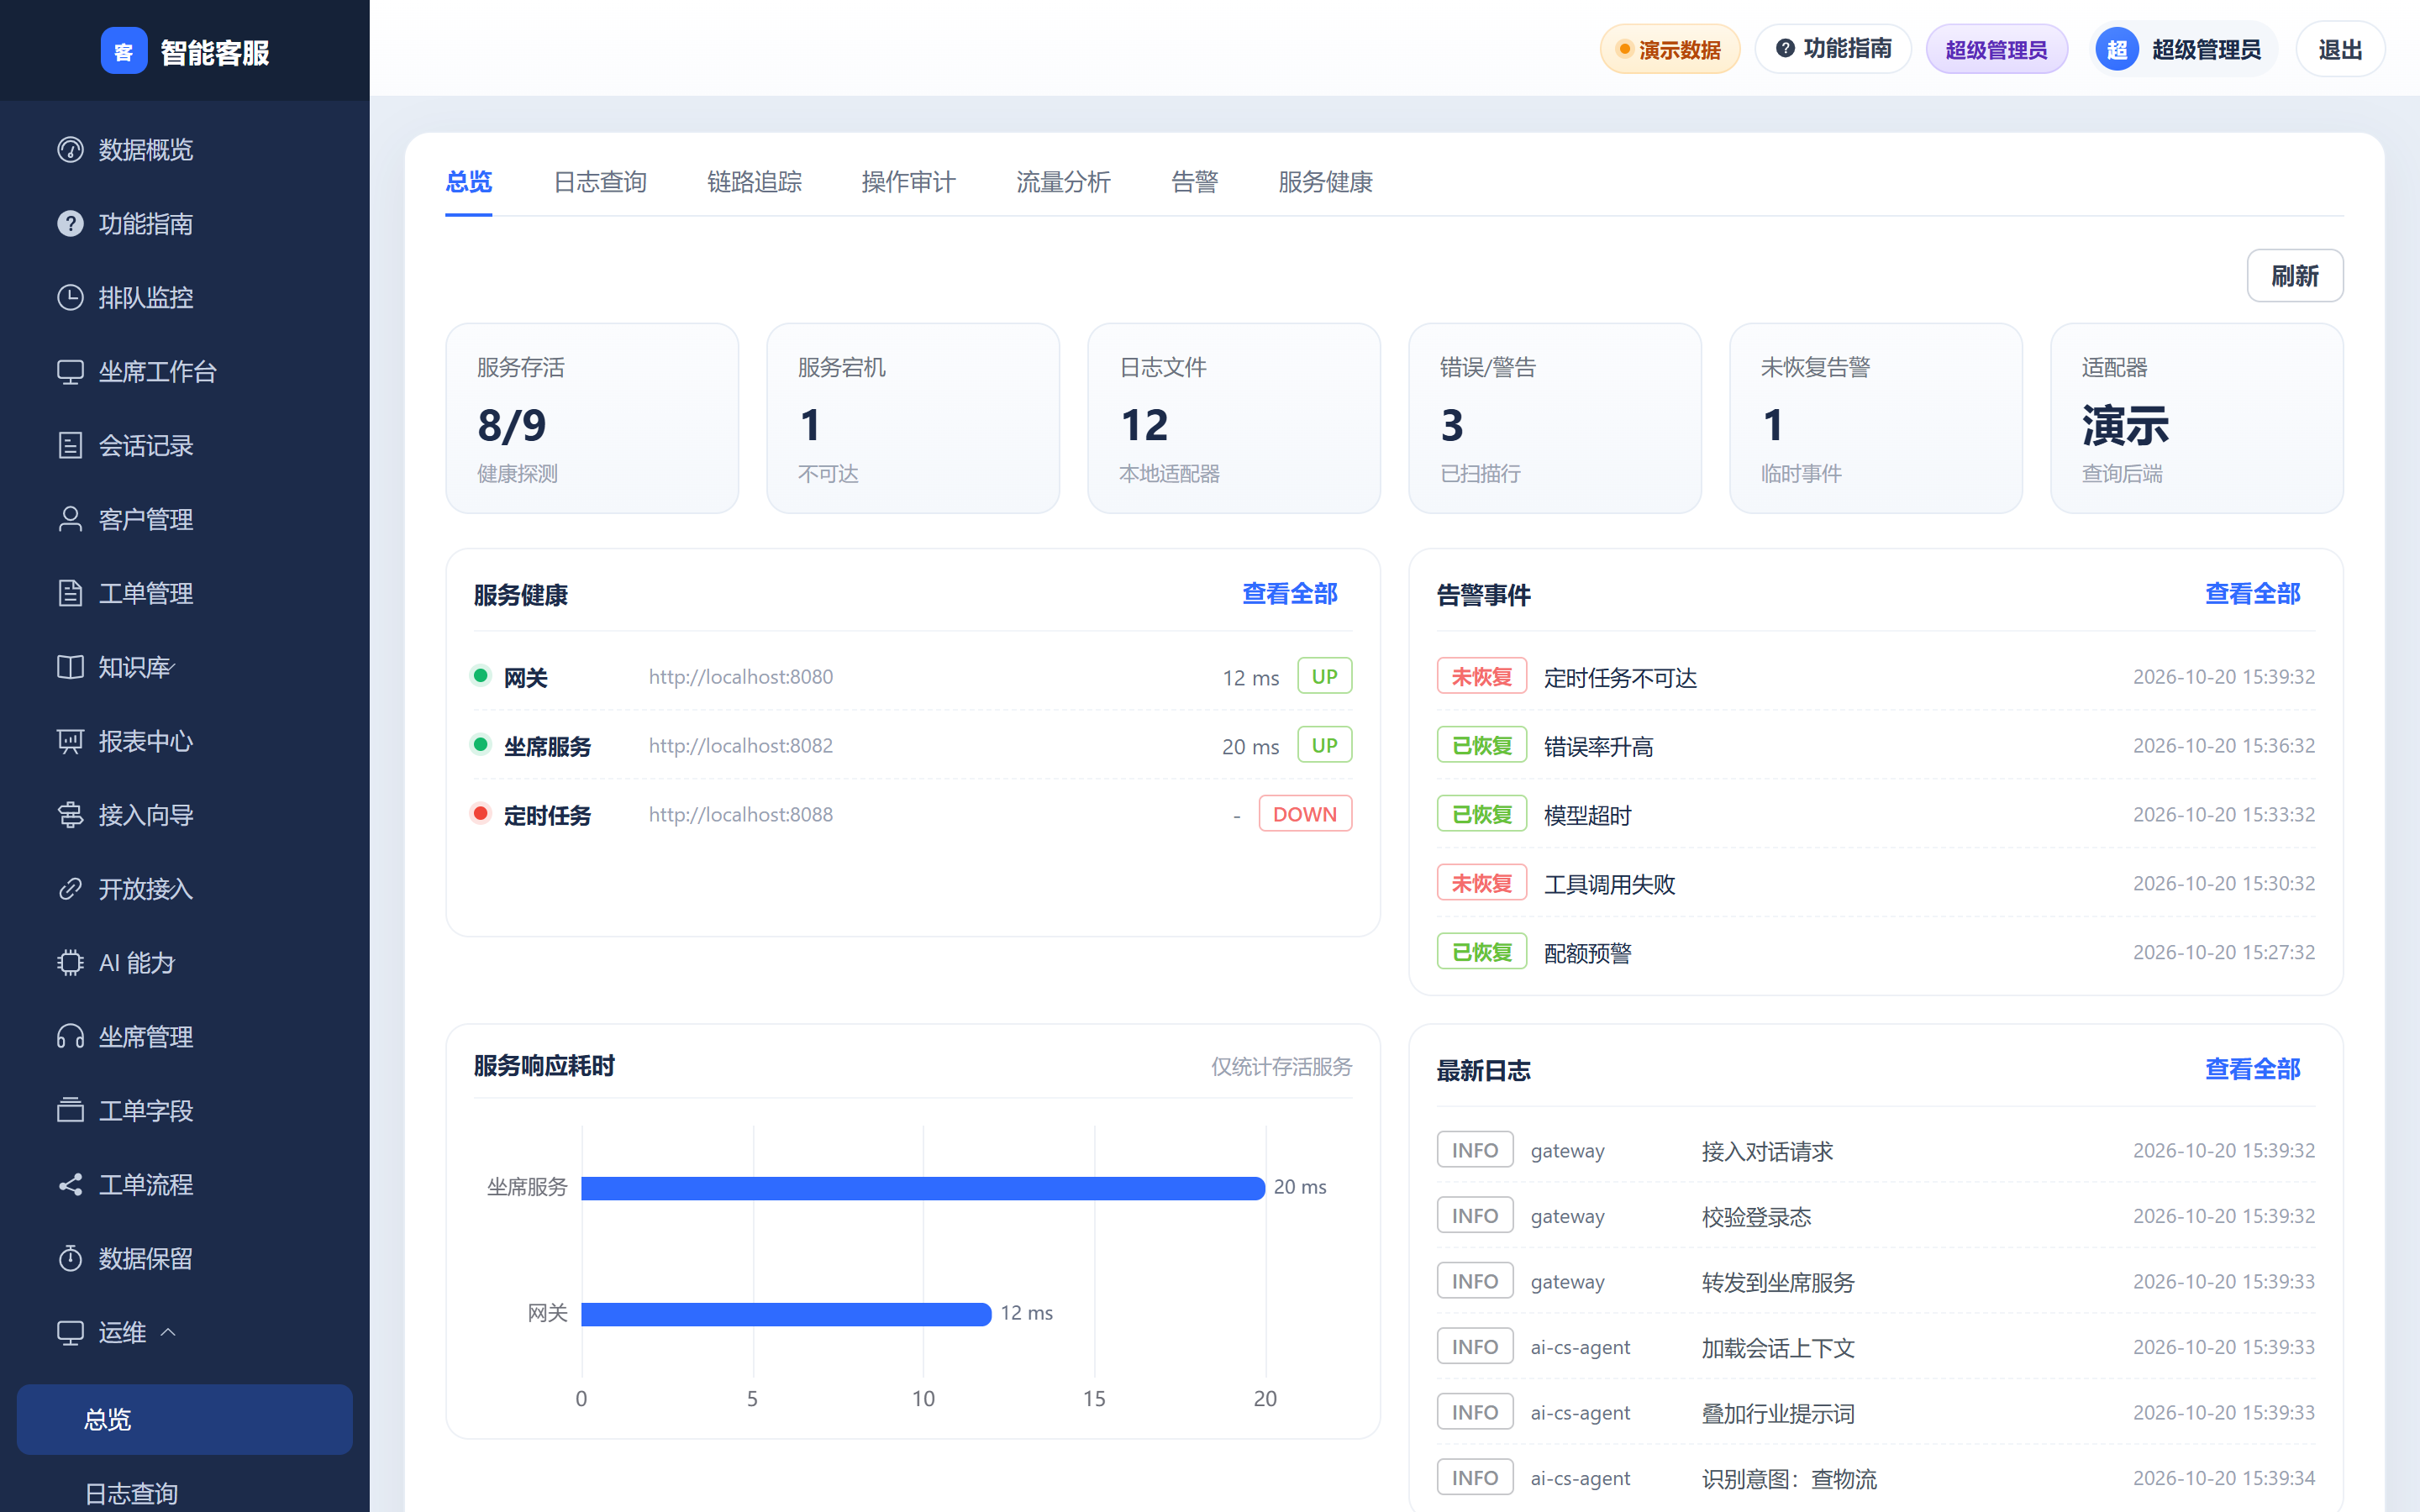 客 智能客服
演示数据 功能指南 超级管理员 超 超级管理员 退出
数据概览
功能指南
排队监控
坐席工作台
会话记录
客户管理
工单管理
知识库
报表中心
接入向导
开放接入
AI 能力
坐席管理
工单字段
工单流程
数据保留
运维
总览
日志查询
总览 日志查询 链路追踪 操作审计 流量分析 告警 服务健康
刷新
服务存活
8/9
健康探测
服务宕机
1
不可达
日志文件
12
本地适配器
错误/警告
3
已扫描行
未恢复告警
1
临时事件
适配器
演示
查询后端
服务健康 查看全部
网关 http://localhost:8080 12 ms UP
坐席服务 http://localhost:8082 20 ms UP
定时任务 http://localhost:8088 - DOWN
告警事件 查看全部
未恢复 定时任务不可达 2026-10-20 15:39:32
已恢复 错误率升高 2026-10-20 15:36:32
已恢复 模型超时 2026-10-20 15:33:32
未恢复 工具调用失败 2026-10-20 15:30:32
已恢复 配额预警 2026-10-20 15:27:32
服务响应耗时 仅统计存活服务
坐席服务 20 ms
网关 12 ms
0 5 10 15 20
最新日志 查看全部
INFO gateway 接入对话请求 2026-10-20 15:39:32
INFO gateway 校验登录态 2026-10-20 15:39:32
INFO gateway 转发到坐席服务 2026-10-20 15:39:33
INFO ai-cs-agent 加载会话上下文 2026-10-20 15:39:33
INFO ai-cs-agent 叠加行业提示词 2026-10-20 15:39:33
INFO ai-cs-agent 识别意图：查物流 2026-10-20 15:39:34